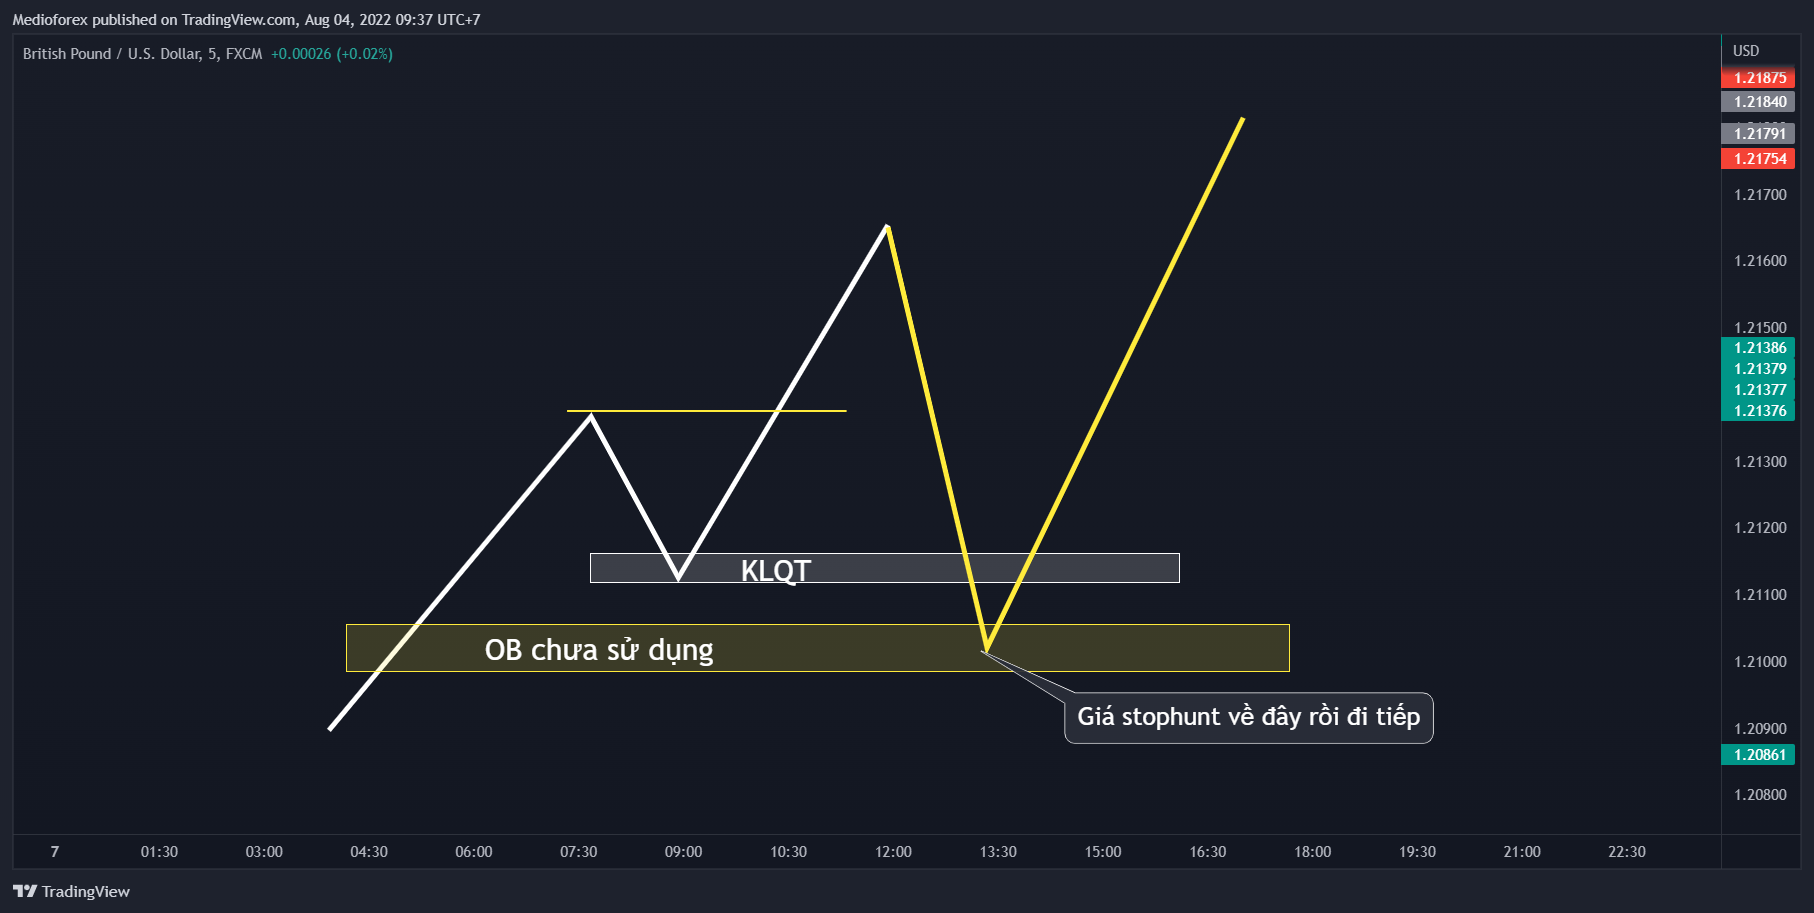 Medioforex published on TradingView.com, Aug 04, 2022 09:37 UTC+7
British Pound / U.S. Dollar, 5, FXCM +0.00026 (+0.02%)
USD
1.21875
1.21840
1.21791
1.21754
1.21700
1.21600
1.21500
1.21386
1.21379
1.21377
1.21376
1.21300
1.21200
KLQT
1.21100
OB chưa sử dụng
1.21000
Giá stophunt về đây rồi đi tiếp
1.20900
1.20861
1.20800
7 01:30 03:00 04:30 06:00 07:30 09:00 10:30 12:00 13:30 15:00 16:30 18:00 19:30 21:00 22:30
TradingView